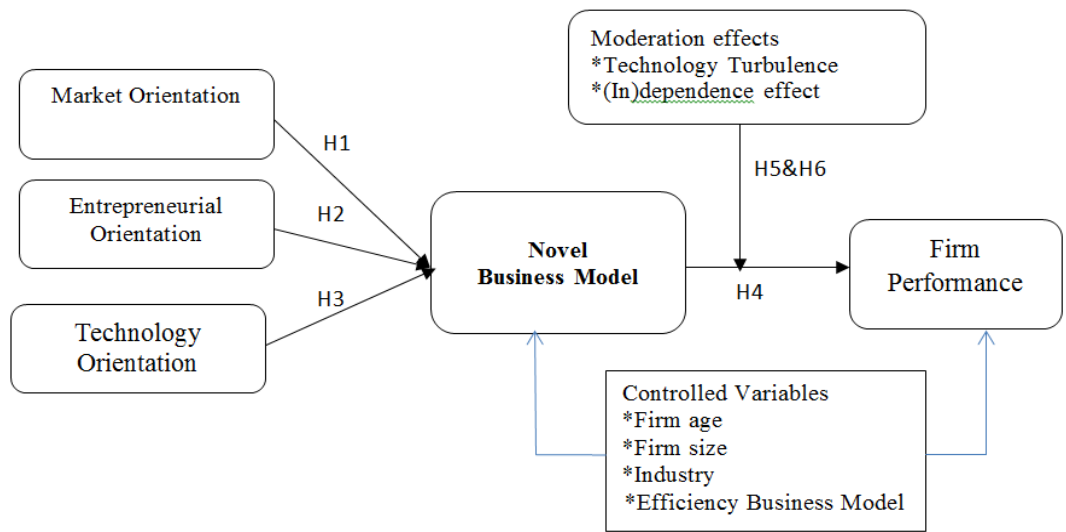 Moderation effects
*Technology Turbulence
*(In)dependence effect
Market Orientation
H1
H5&H6
Entrepreneurial
Orientation
H2
Novel
Business Model
Firm
Performance
H4
H3
Technology
Orientation
Controlled Variables
*Firm age
*Firm size
*Industry
*Efficiency Business Model